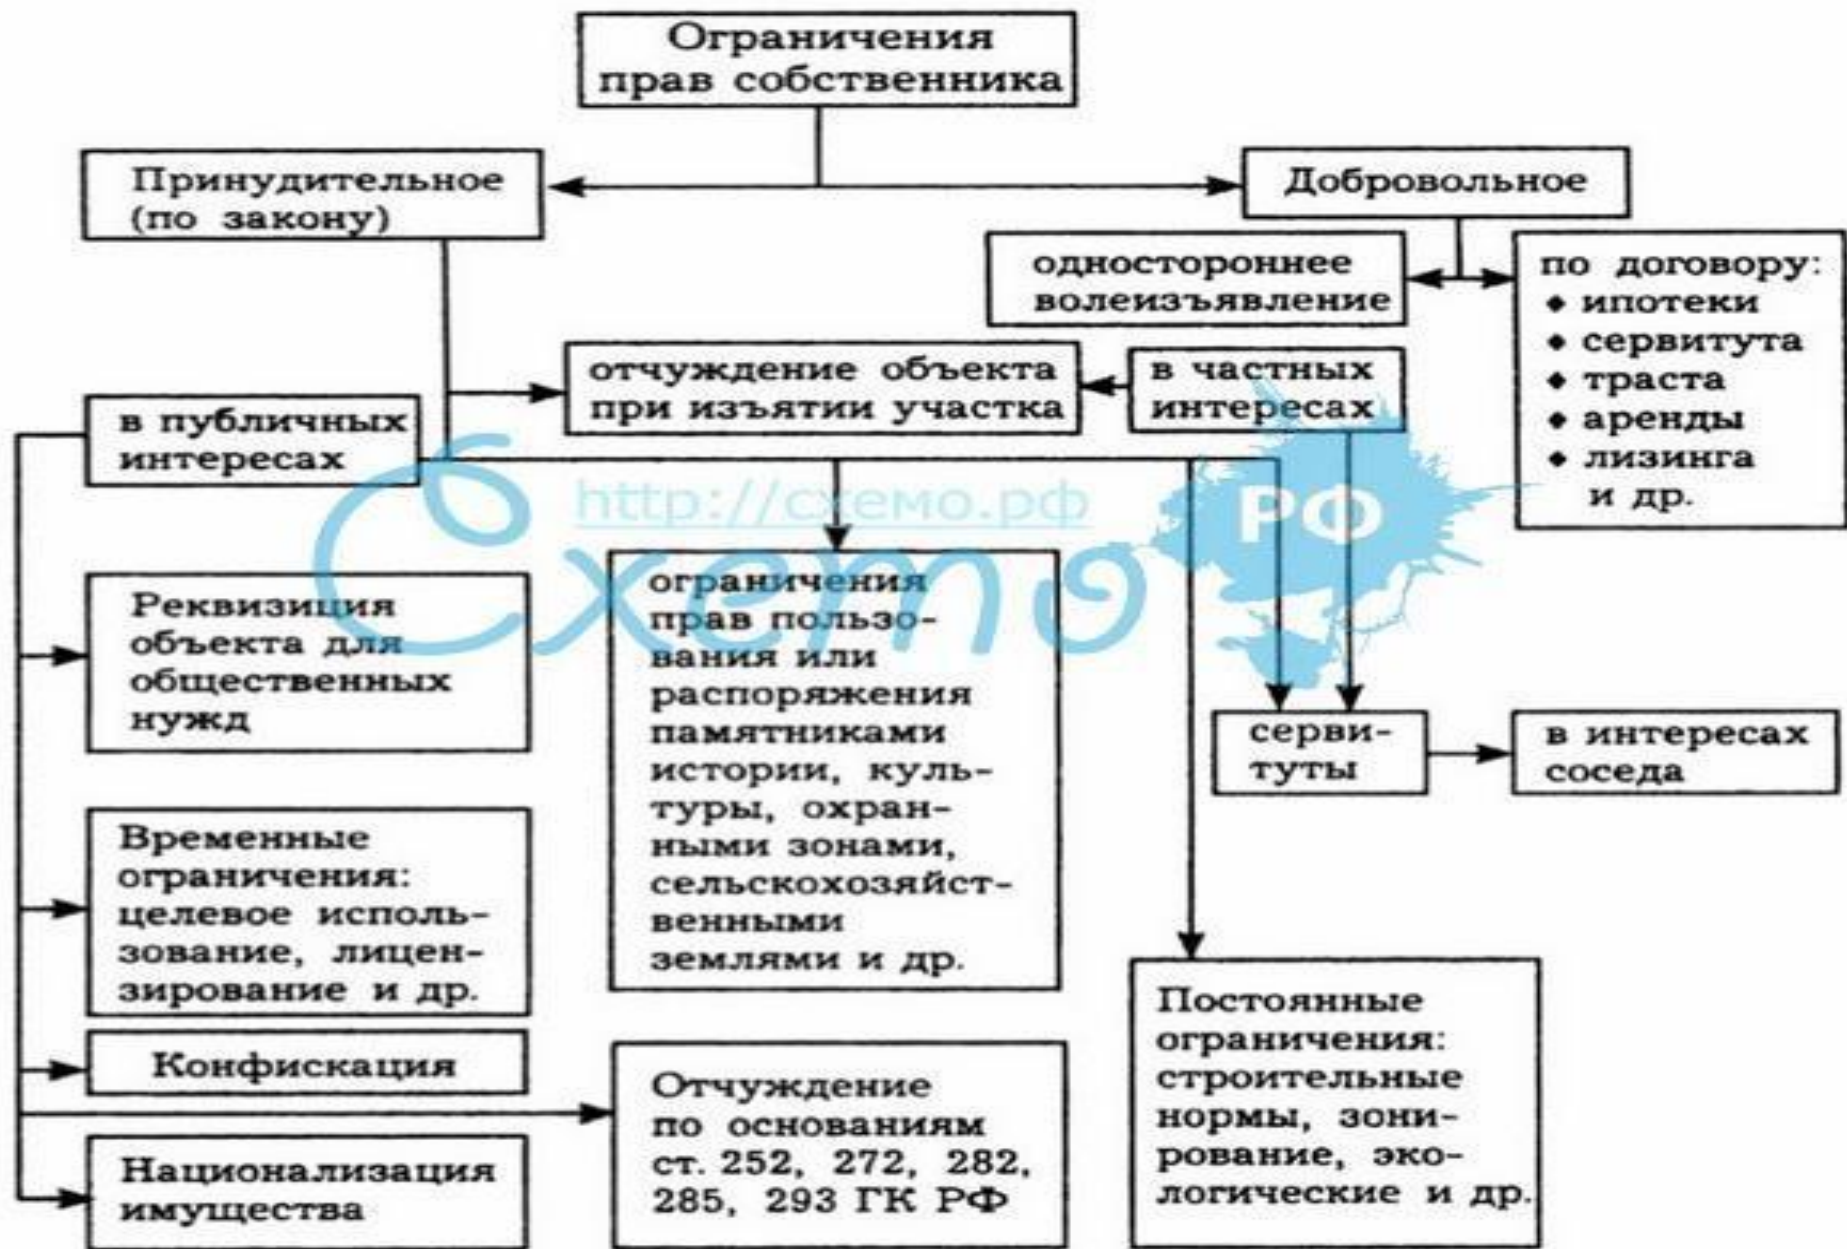 Ограничения
прав собственника
Принудительное
(по закону)
Добровольное
одностороннее
волеизъявление
по договору:
♦ ипотеки
♦ сервитута
♦ траста
♦ аренды
♦ лизинга
и др.
отчуждение объекта
при изъятии участка
в частных
интересах
в публичных
интересах
http://схемо.рф
Схемо
РФ
Реквизиция
объекта для
общественных
нужд
ограничения
прав пользо-
вания или
распоряжения
памятниками
истории, куль-
туры, охран-
ными зонами,
сельскохозяйст-
венными
землями и др.
серви-
туты
в интересах
соседа
Временные
ограничения:
целевое исполь-
зование, лицен-
зирование и др.
Конфискация
Национализация
имущества
Отчуждение
по основаниям
ст. 252, 272, 282,
285, 293 ГК РФ
Постоянные
ограничения:
строительные
нормы, зони-
рование, эко-
логические и др.